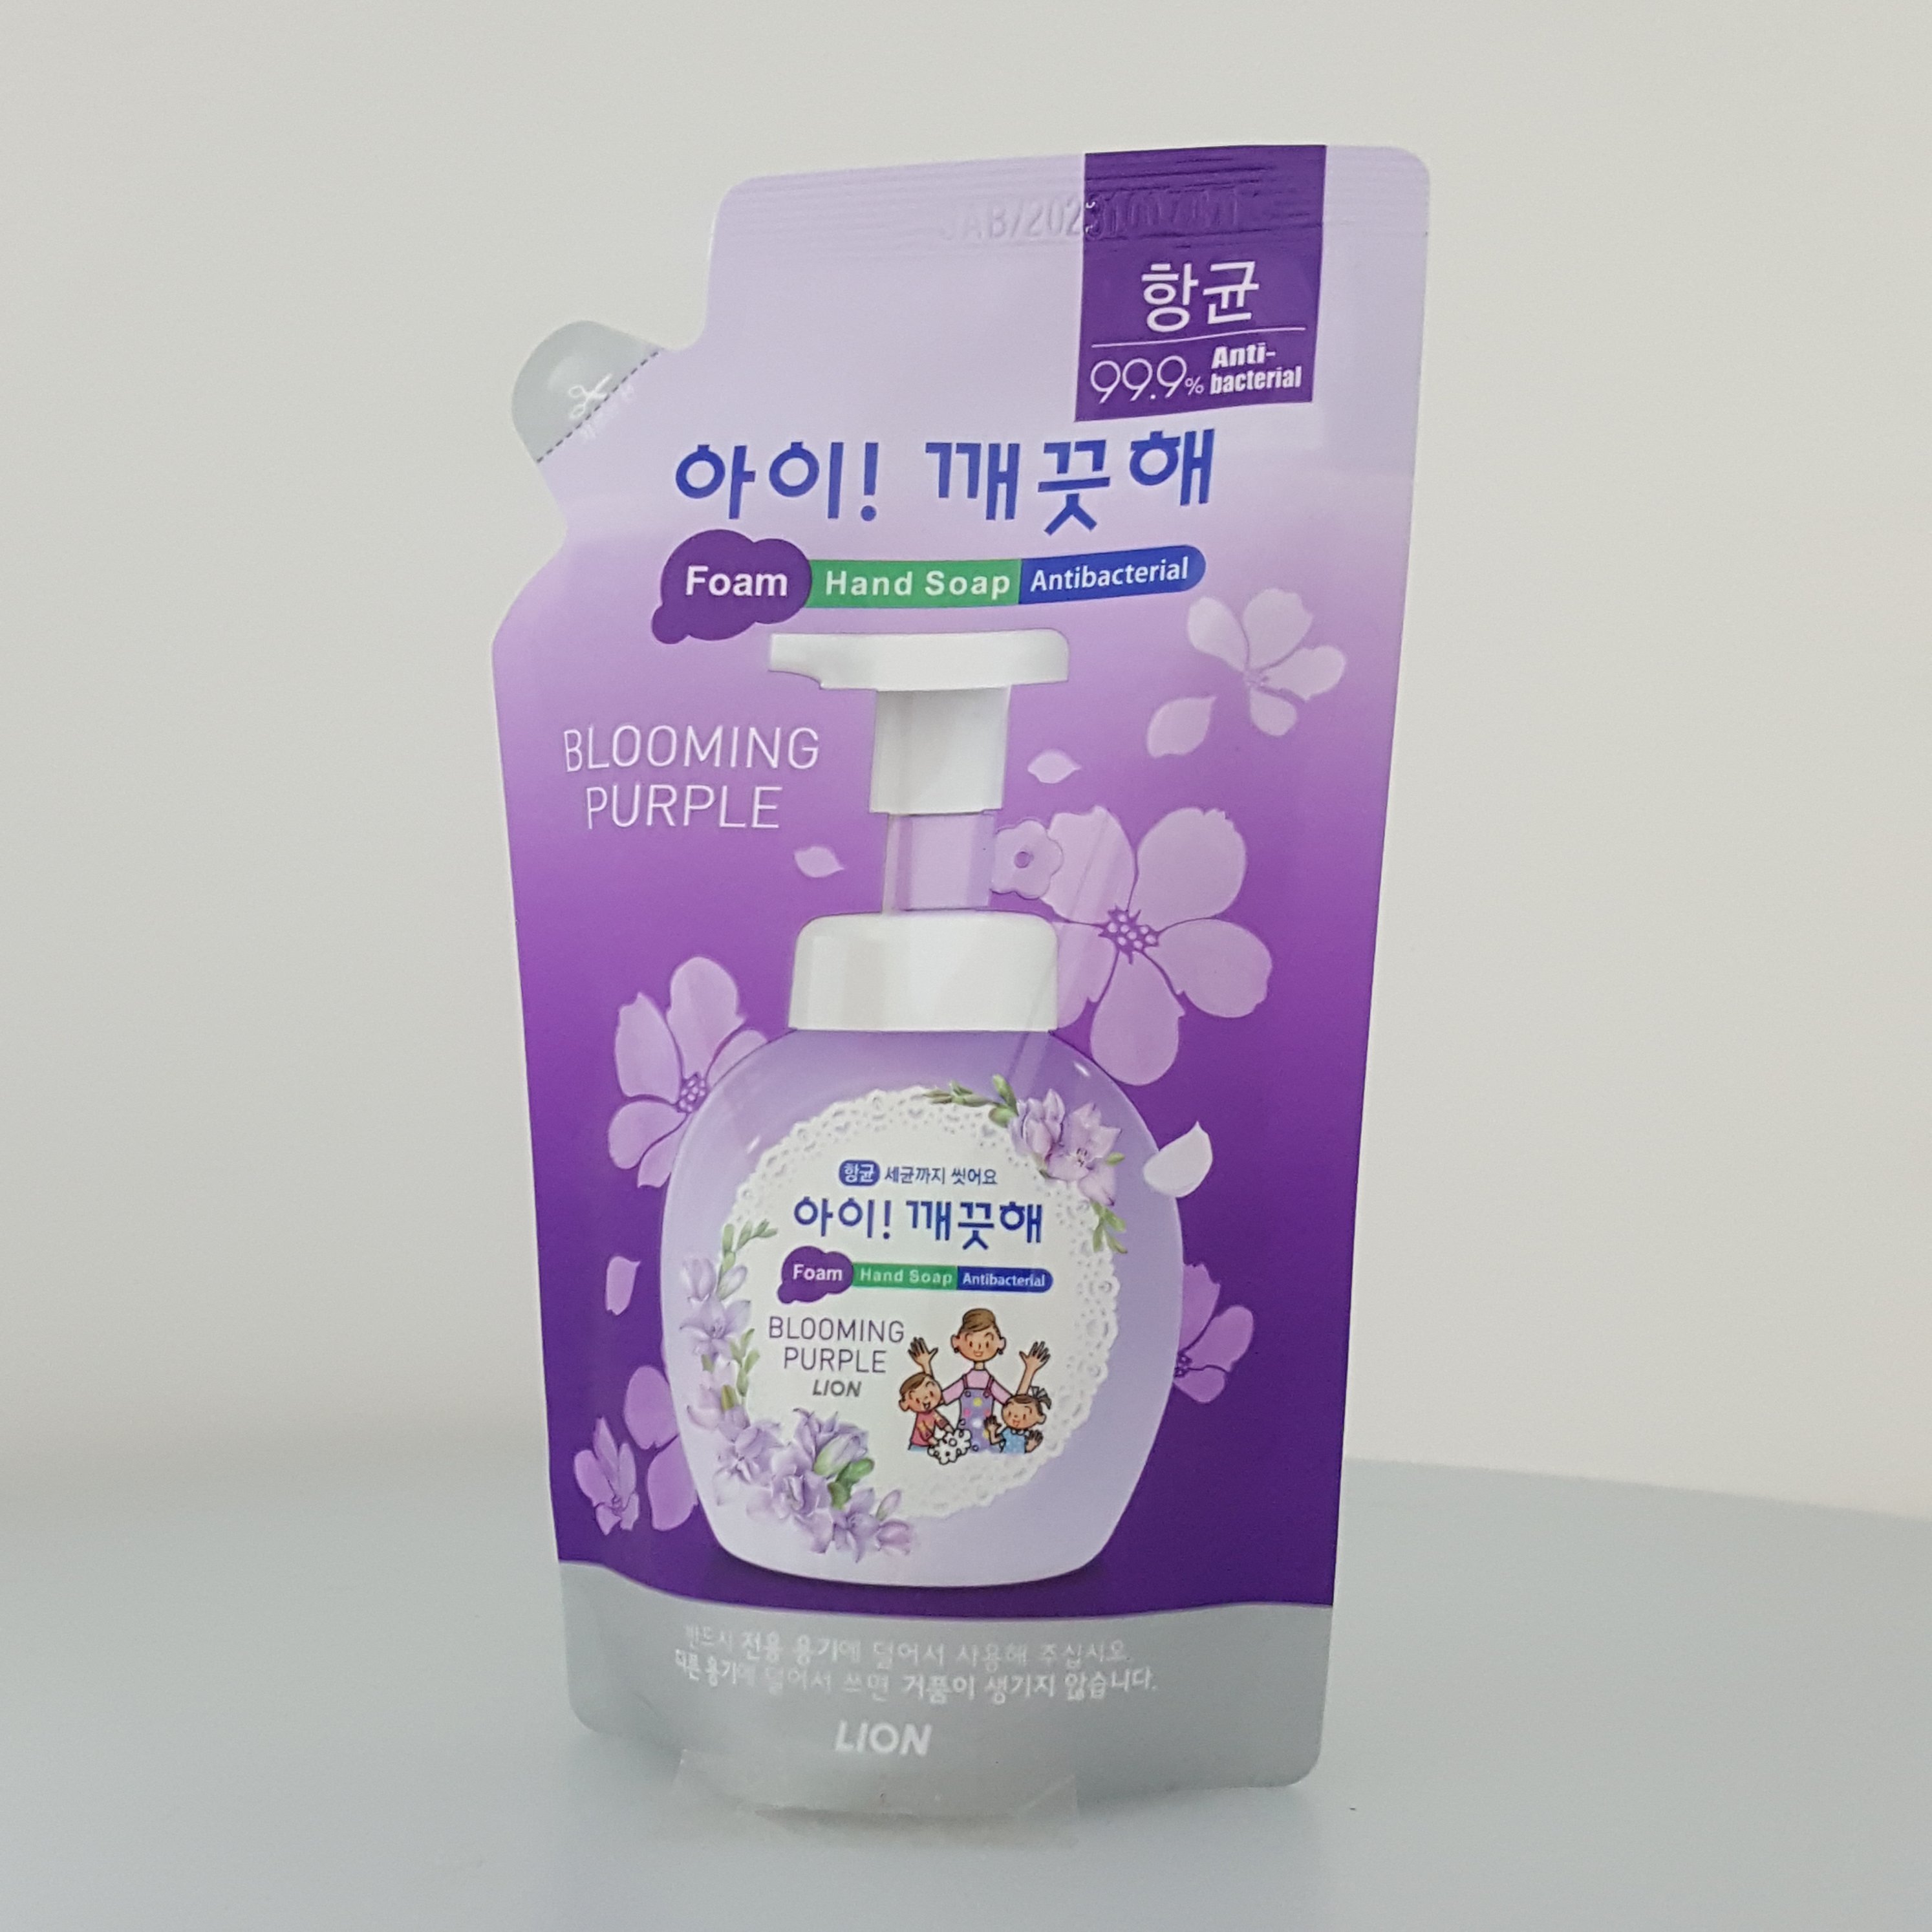 항균
99.9% Anti-bacterial
아이! 깨끗해
Foam Hand Soap Antibacterial
BLOOMING
PURPLE
항균 세균까지 씻어요
아이! 깨끗해
Foam Hand Soap Antibacterial
BLOOMING
PURPLE
LION
반드시 전용 용기에 덜어서 사용해 주십시오.
다른 용기에 덜어서 쓰면 거품이 생기지 않습니다.
LION